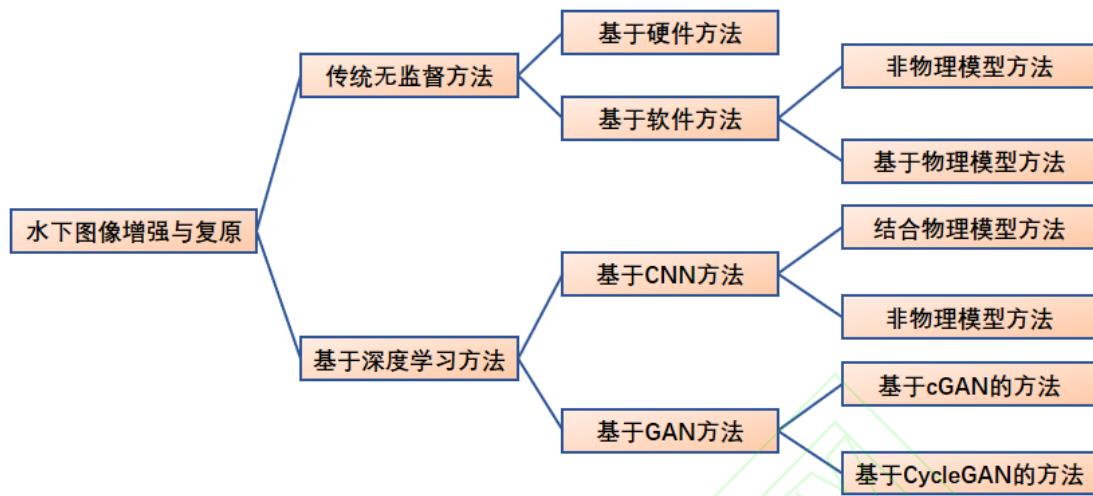 基于硬件方法
传统无监督方法
非物理模型方法
基于软件方法
基于物理模型方法
水下图像增强与复原
结合物理模型方法
基于CNN方法
非物理模型方法
基于深度学习方法
基于cGAN的方法
基于GAN方法
基于CycleGAN的方法